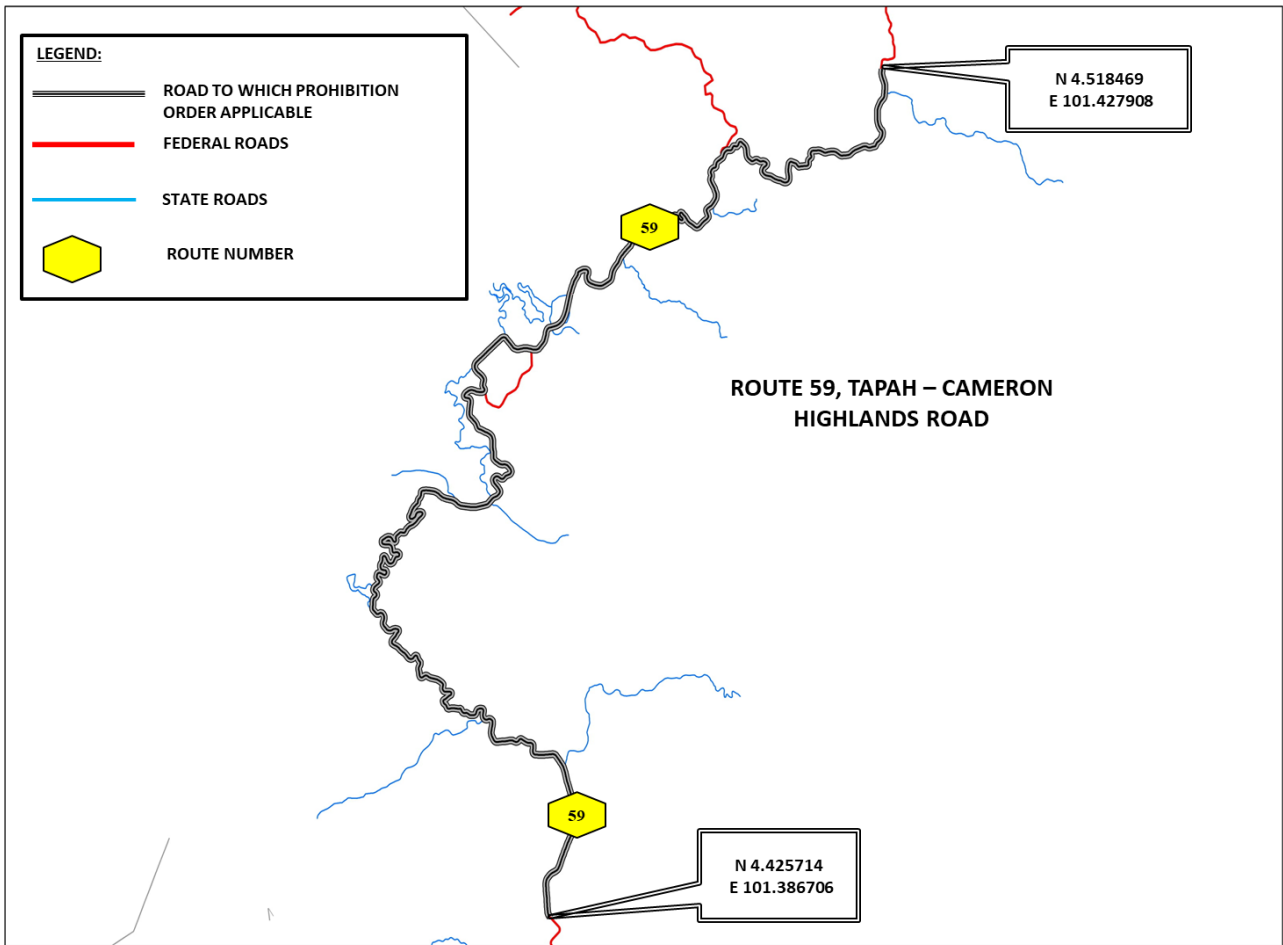 LEGEND:
ROAD TO WHICH PROHIBITION
ORDER APPLICABLE
FEDERAL ROADS
STATE ROADS
ROUTE NUMBER
N 4.518469
E 101.427908
59
ROUTE 59, TAPAH – CAMERON
HIGHLANDS ROAD
59
N 4.425714
E 101.386706